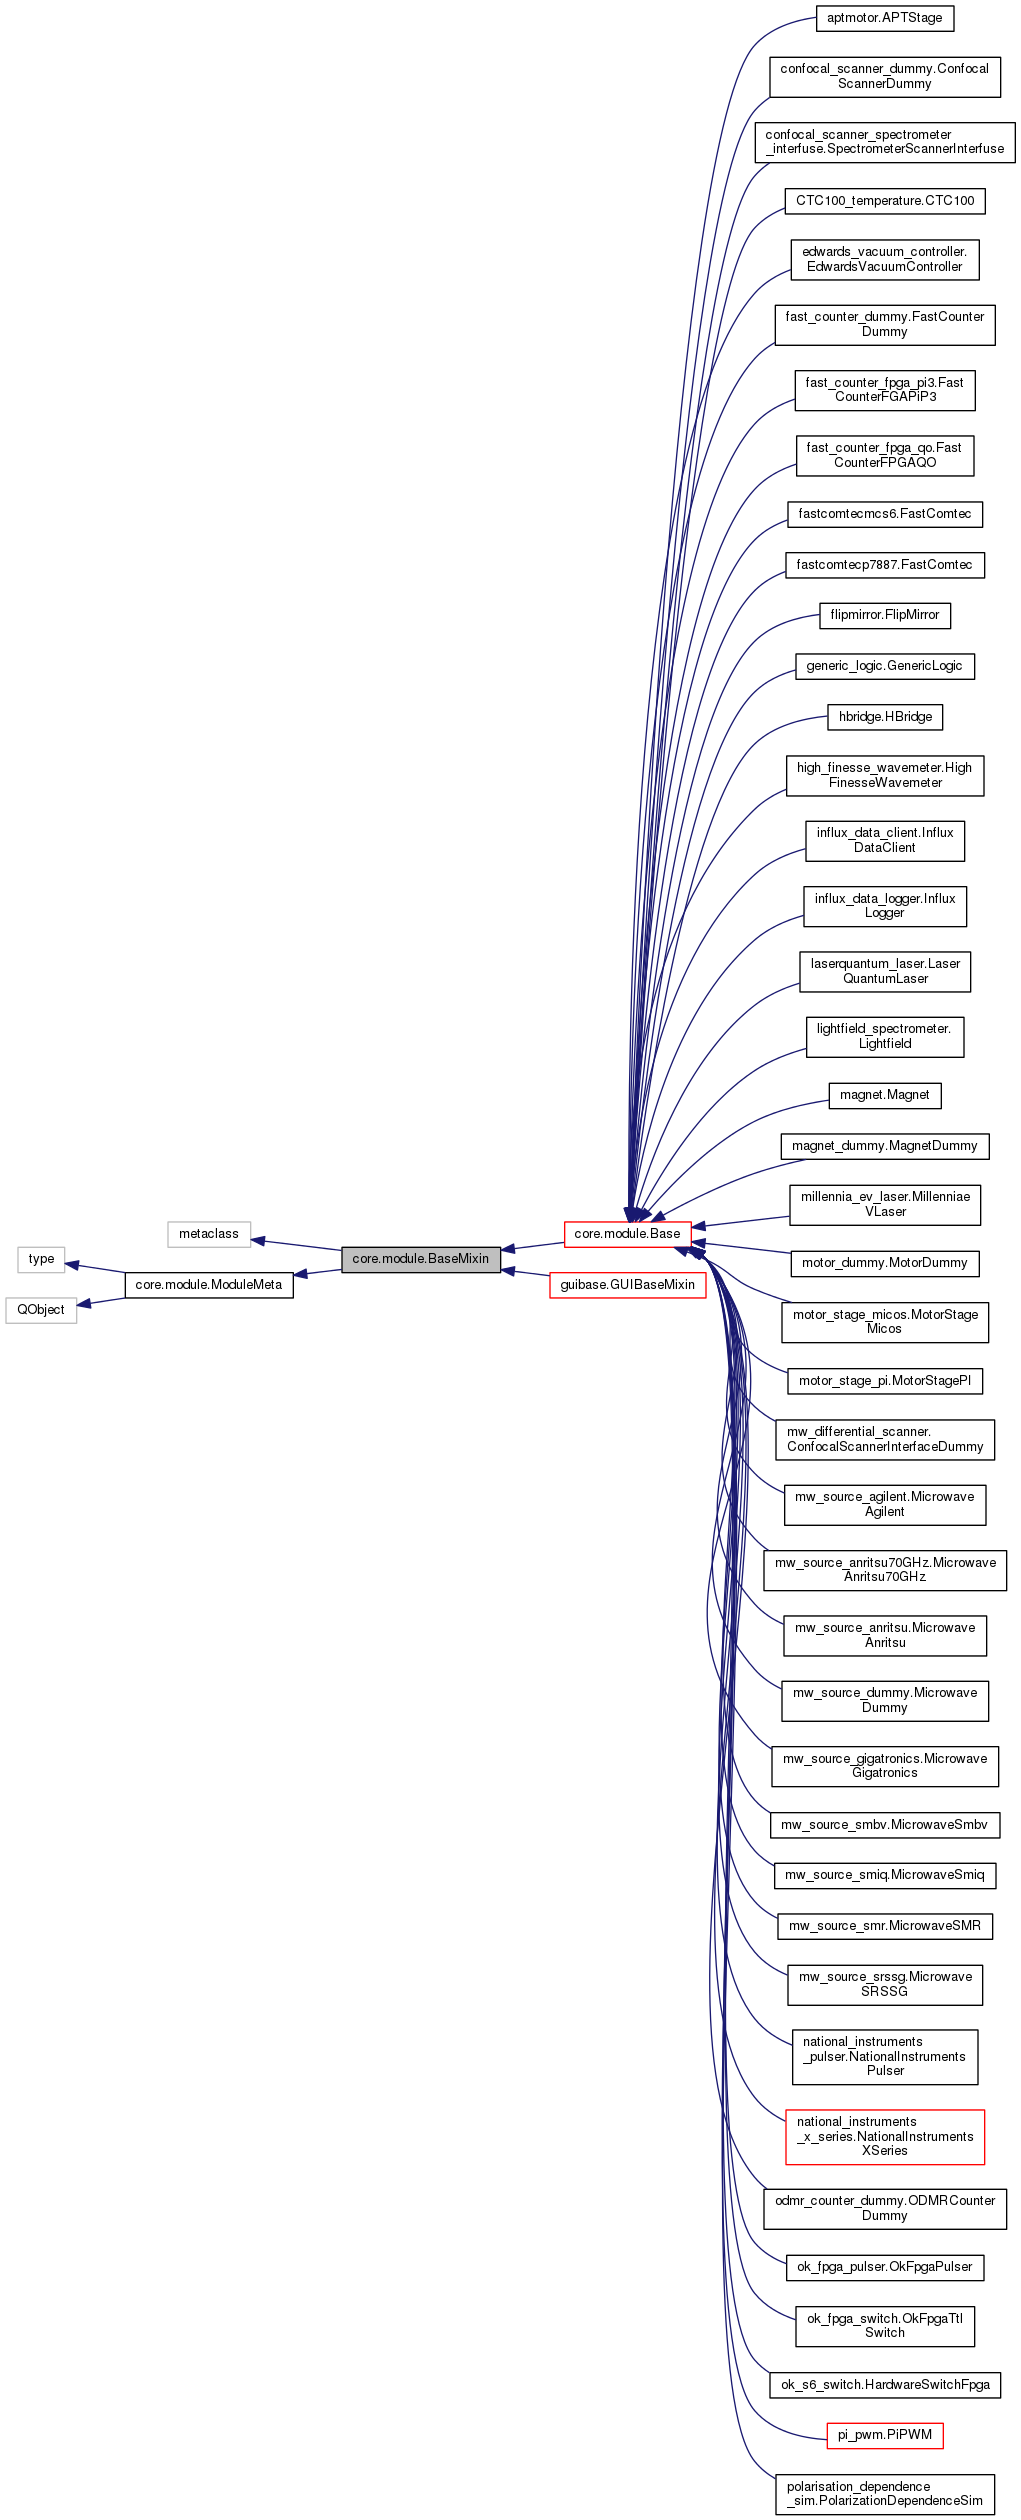 aptmotor.APTStage
confocal_scanner_dummy.Confocal
ScannerDummy
confocal_scanner_spectrometer
_interfuse.SpectrometerScannerInterfuse
CTC100_temperature.CTC100
edwards_vacuum_controller.
EdwardsVacuumController
fast_counter_dummy.FastCounter
Dummy
fast_counter_fpga_pi3.Fast
CounterFGAPiP3
fast_counter_fpga_qo.Fast
CounterFPGAQO
fastcomtecmcs6.FastComtec
fastcomtecp7887.FastComtec
flipmirror.FlipMirror
generic_logic.GenericLogic
hbridge.HBridge
high_finesse_wavemeter.High
FinesseWavemeter
influx_data_client.Influx
DataClient
influx_data_logger.Influx
Logger
laserquantum_laser.Laser
QuantumLaser
lightfield_spectrometer.
Lightfield
magnet.Magnet
magnet_dummy.MagnetDummy
millennia_ev_laser.Millenniae
VLaser
metaclass
core.module.Base
type
core.module.BaseMixin
motor_dummy.MotorDummy
core.module.ModuleMeta
guibase.GUIBaseMixin
QObject
motor_stage_micos.MotorStage
Micos
motor_stage_pi.MotorStagePI
mw_differential_scanner.
ConfocalScannerInterfaceDummy
mw_source_agilent.Microwave
Agilent
mw_source_anritsu70GHz.Microwave
Anritsu70GHz
mw_source_anritsu.Microwave
Anritsu
mw_source_dummy.Microwave
Dummy
mw_source_gigatronics.Microwave
Gigatronics
mw_source_smbv.MicrowaveSmbv
mw_source_smiq.MicrowaveSmiq
mw_source_smr.MicrowaveSMR
mw_source_srssg.Microwave
SRSSG
national_instruments
_pulser.NationalInstruments
Pulser
national_instruments
_x_series.NationalInstruments
XSeries
odmr_counter_dummy.ODMRCounter
Dummy
ok_fpga_pulser.OkFpgaPulser
ok_fpga_switch.OkFpgaTtl
Switch
ok_s6_switch.HardwareSwitchFpga
pi_pwm.PiPWM
polarisation_dependence
_sim.PolarizationDependenceSim